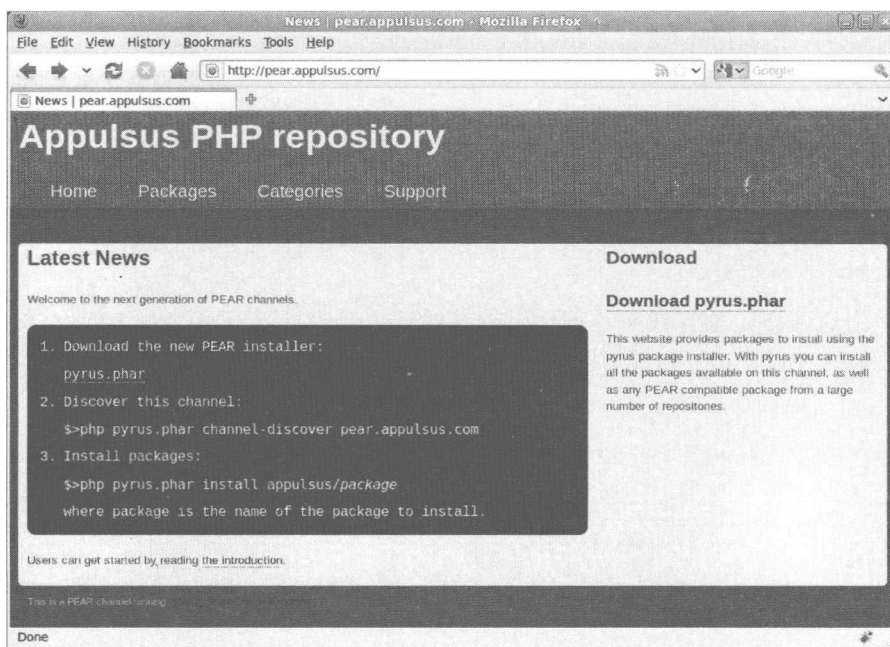 News | pear.appulsus.com - Mozilla Firefox
File Edit View History Bookmarks Tools Help
http://pear.appulsus.com/
Google
News | pear.appulsus.com
Appulsus PHP repository
Home Packages Categories Support
Latest News
Welcome to the next generation of PEAR channels.
1. Download the new PEAR installer:
pyrus.phar
2. Discover this channel:
$>php pyrus.phar channel-discover pear.appulsus.com
3. Install packages:
$>php pyrus.phar install appulsus/package
where package is the name of the package to install.
Users can get started by reading the introduction.
Download
Download pyrus.phar
This website provides packages to install using the
pyrus package installer. With pyrus you can install
all the packages available on this channel, as well
as any PEAR compatible package from a large
number of repositories.
This is a PEAR channel running
Done